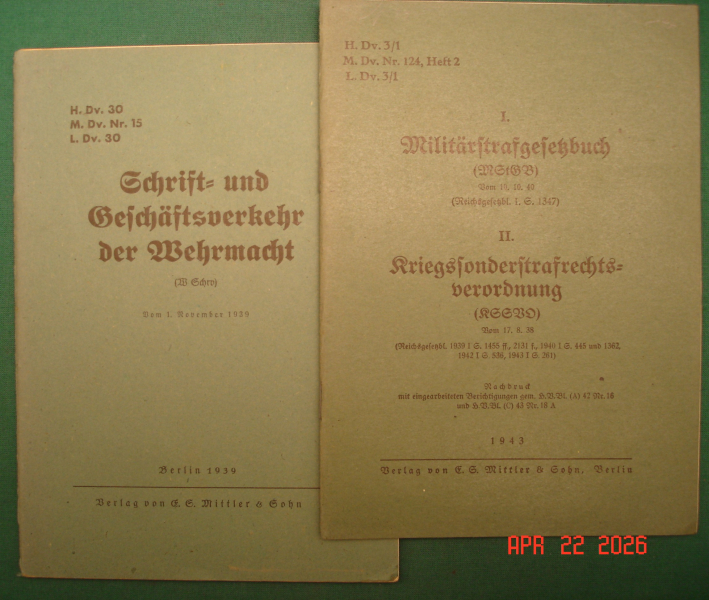 H. Dv. 30
M. Dv. Nr. 15
L. Dv. 30
Schrift- und
Geschäftsverkehr
der Wehrmacht
(W Schrv)
Vom 1. November 1939
Berlin 1939
Verlag von E. S. Mittler & Sohn
H. Dv. 3/1
M. Dv. Nr. 124, Heft 2
L. Dv. 3/1
I.
Militärstrafgesetzbuch
(MStGB)
Vom 10. 10. 40
(Reichsgesetzbl. I. S. 1347)
II.
Kriegssonderstrafrechts-
verordnung
(KSSVO)
Vom 17. 8. 38
(Reichsgesetzbl. 1939 I S. 1455 ff., 2131 f., 1940 I S. 445 und 1362,
1942 I S. 536, 1943 I S. 261)
Nachdruck
mit eingearbeiteten Berichtigungen gem. H.V.Bl. (A) 42 Nr. 16
und H.V.Bl. (C) 43 Nr. 16 A
1943
Verlag von E. S. Mittler & Sohn, Berlin
APR 22 2026